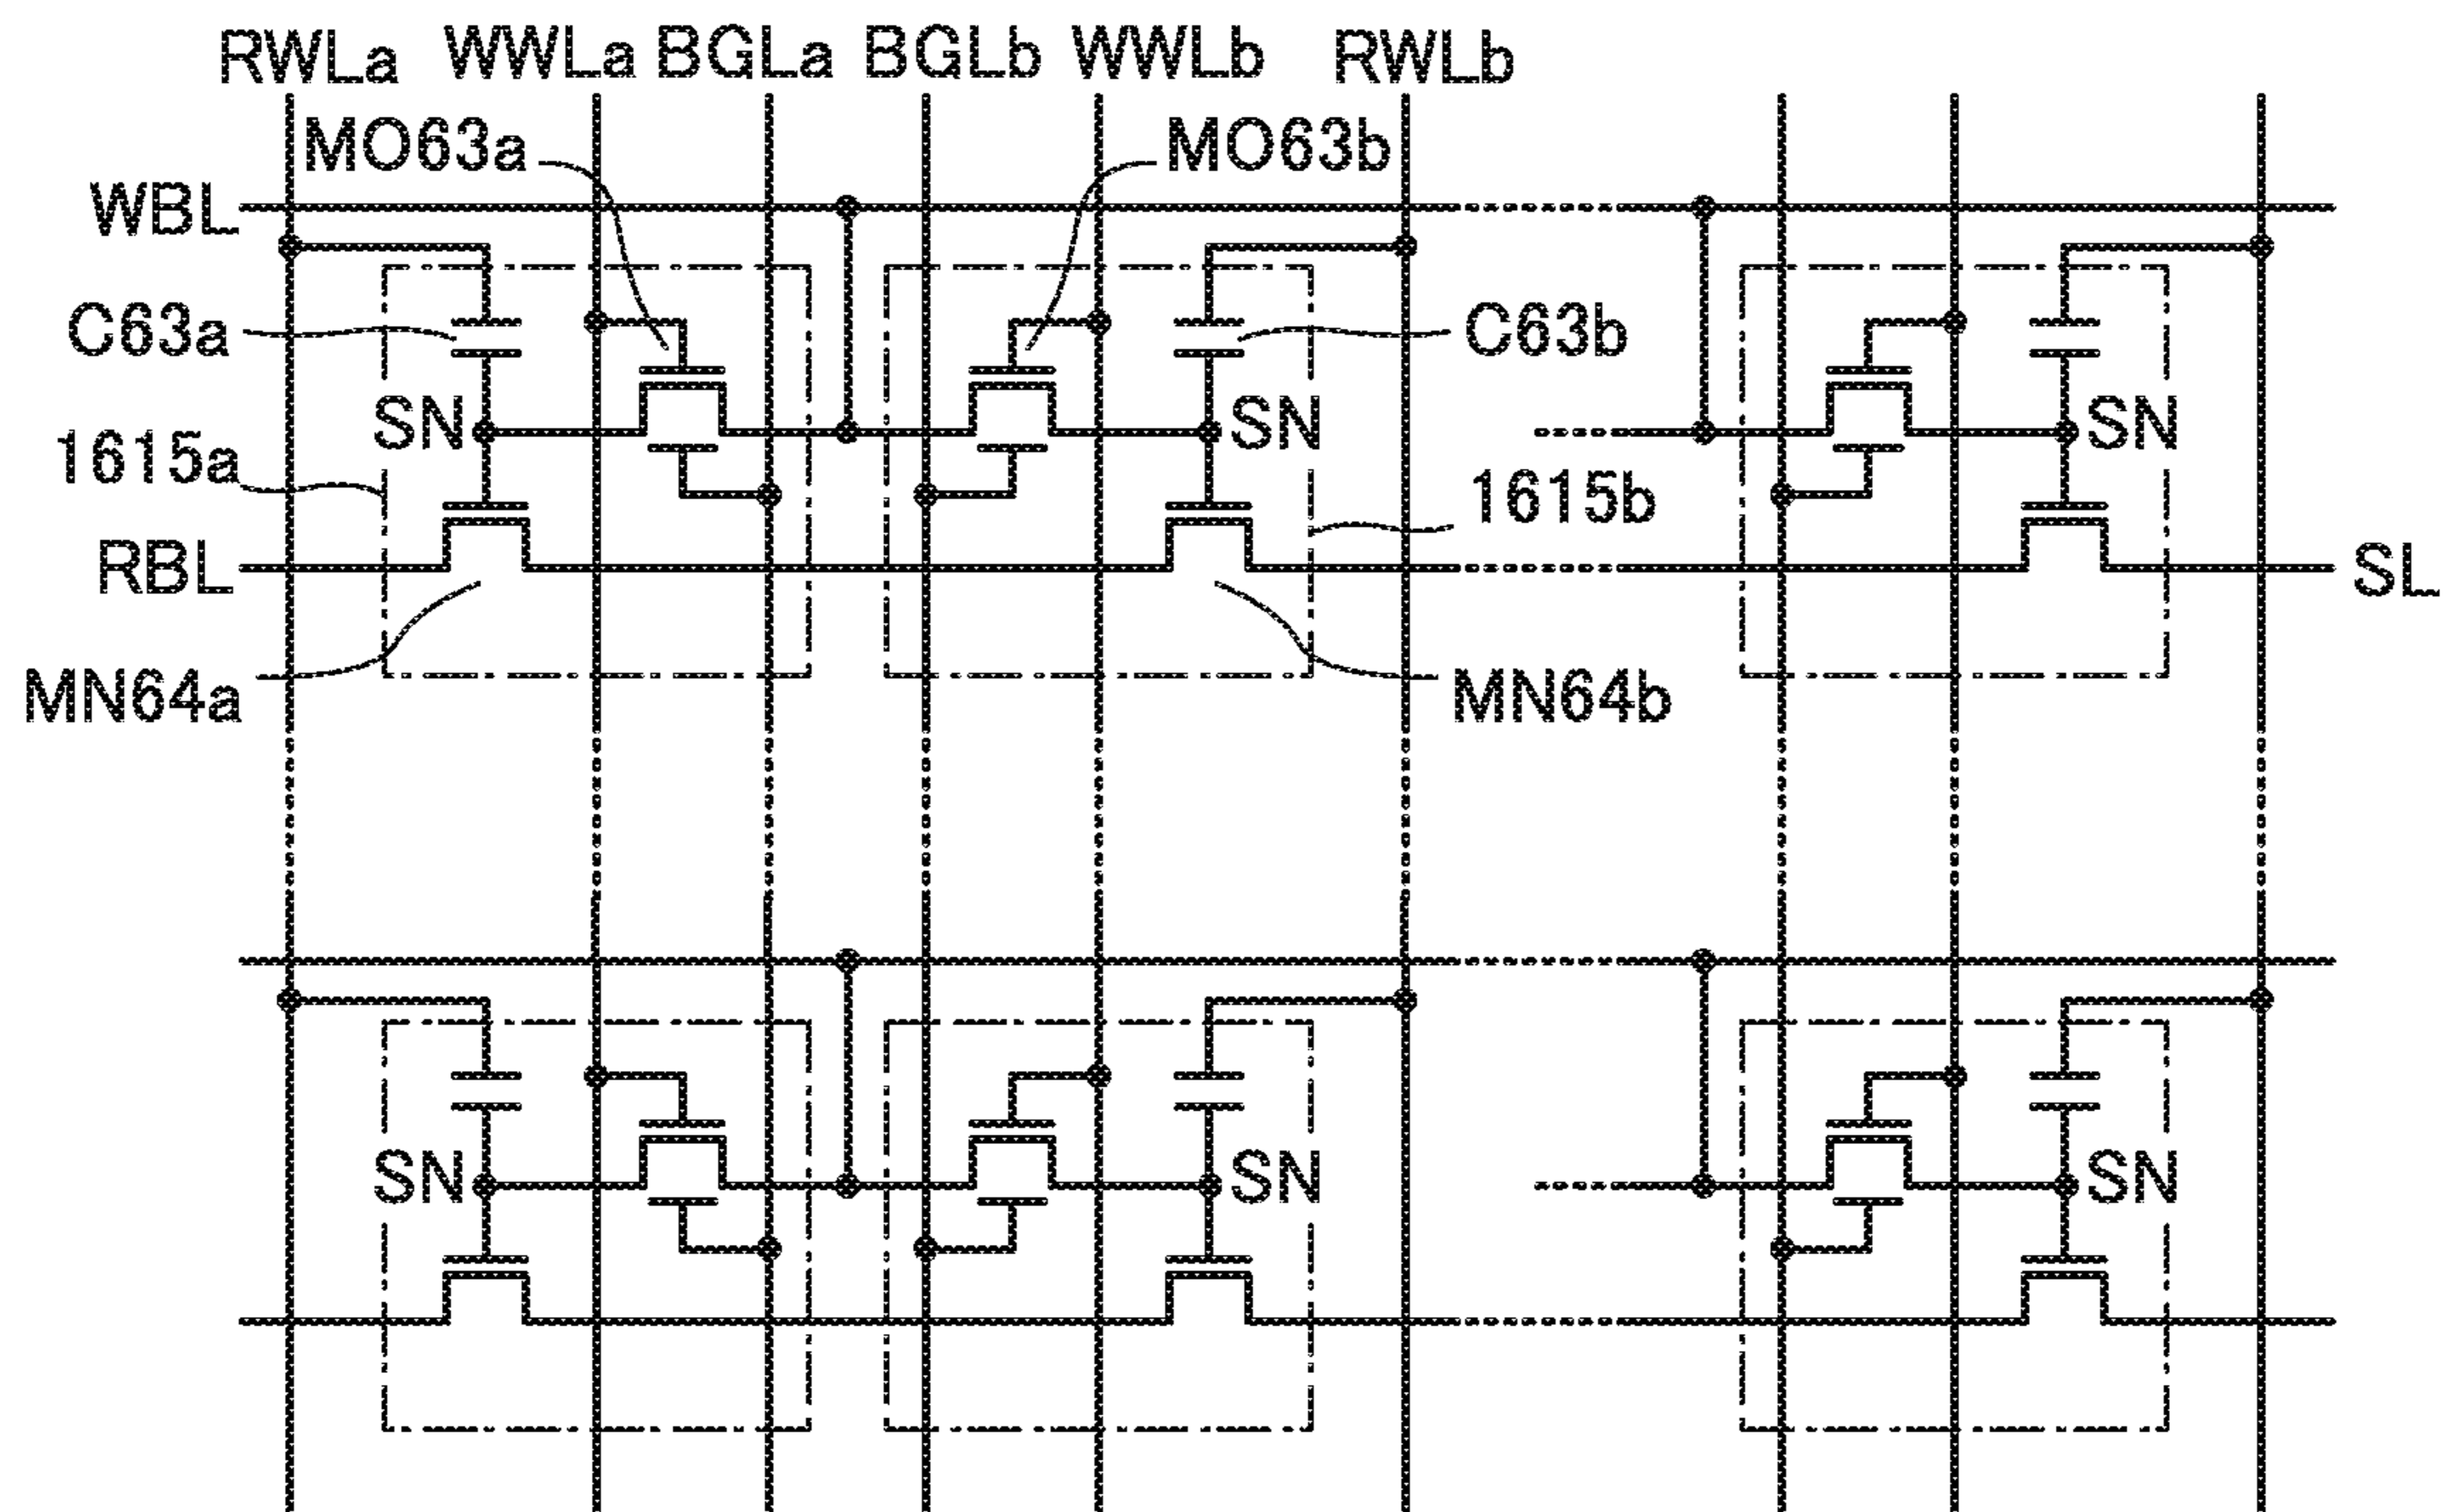 RWLa WWLa BGLa BGLb WWLb RWLb
MO63a MO63b
WBL
C63a C63b
SN SN SN
1615a 1615b
RBL SL
MN64a MN64b
SN SN SN